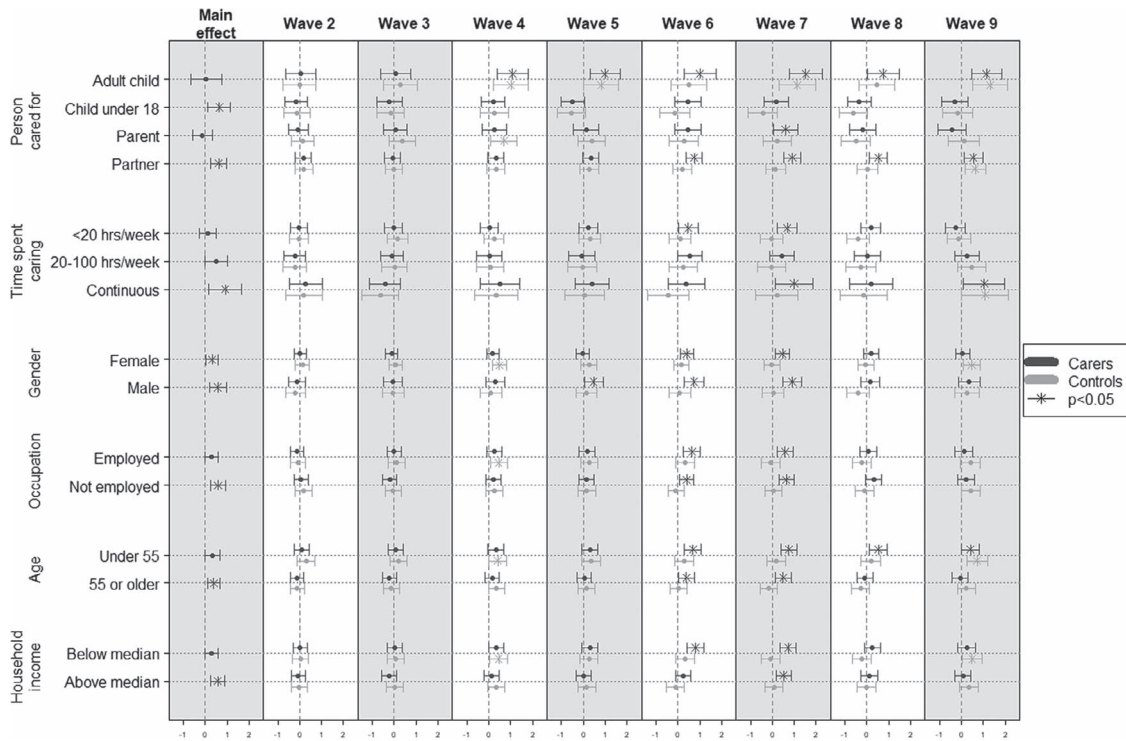 Main effect Wave 2 Wave 3 Wave 4 Wave 5 Wave 6 Wave 7 Wave 8 Wave 9
Person cared for
Adult child
Child under 18
Parent
Partner
Time spent caring
<20 hrs/week
20-100 hrs/week
Continuous
Gender
Female
Male
Occupation
Employed
Not employed
Age
Under 55
55 or older
Household income
Below median
Above median
Carers
Controls
p<0.05
-1 0 1 2 -1 0 1 2 -1 0 1 2 -1 0 1 2 -1 0 1 2 -1 0 1 2 -1 0 1 2 -1 0 1 2 -1 0 1 2